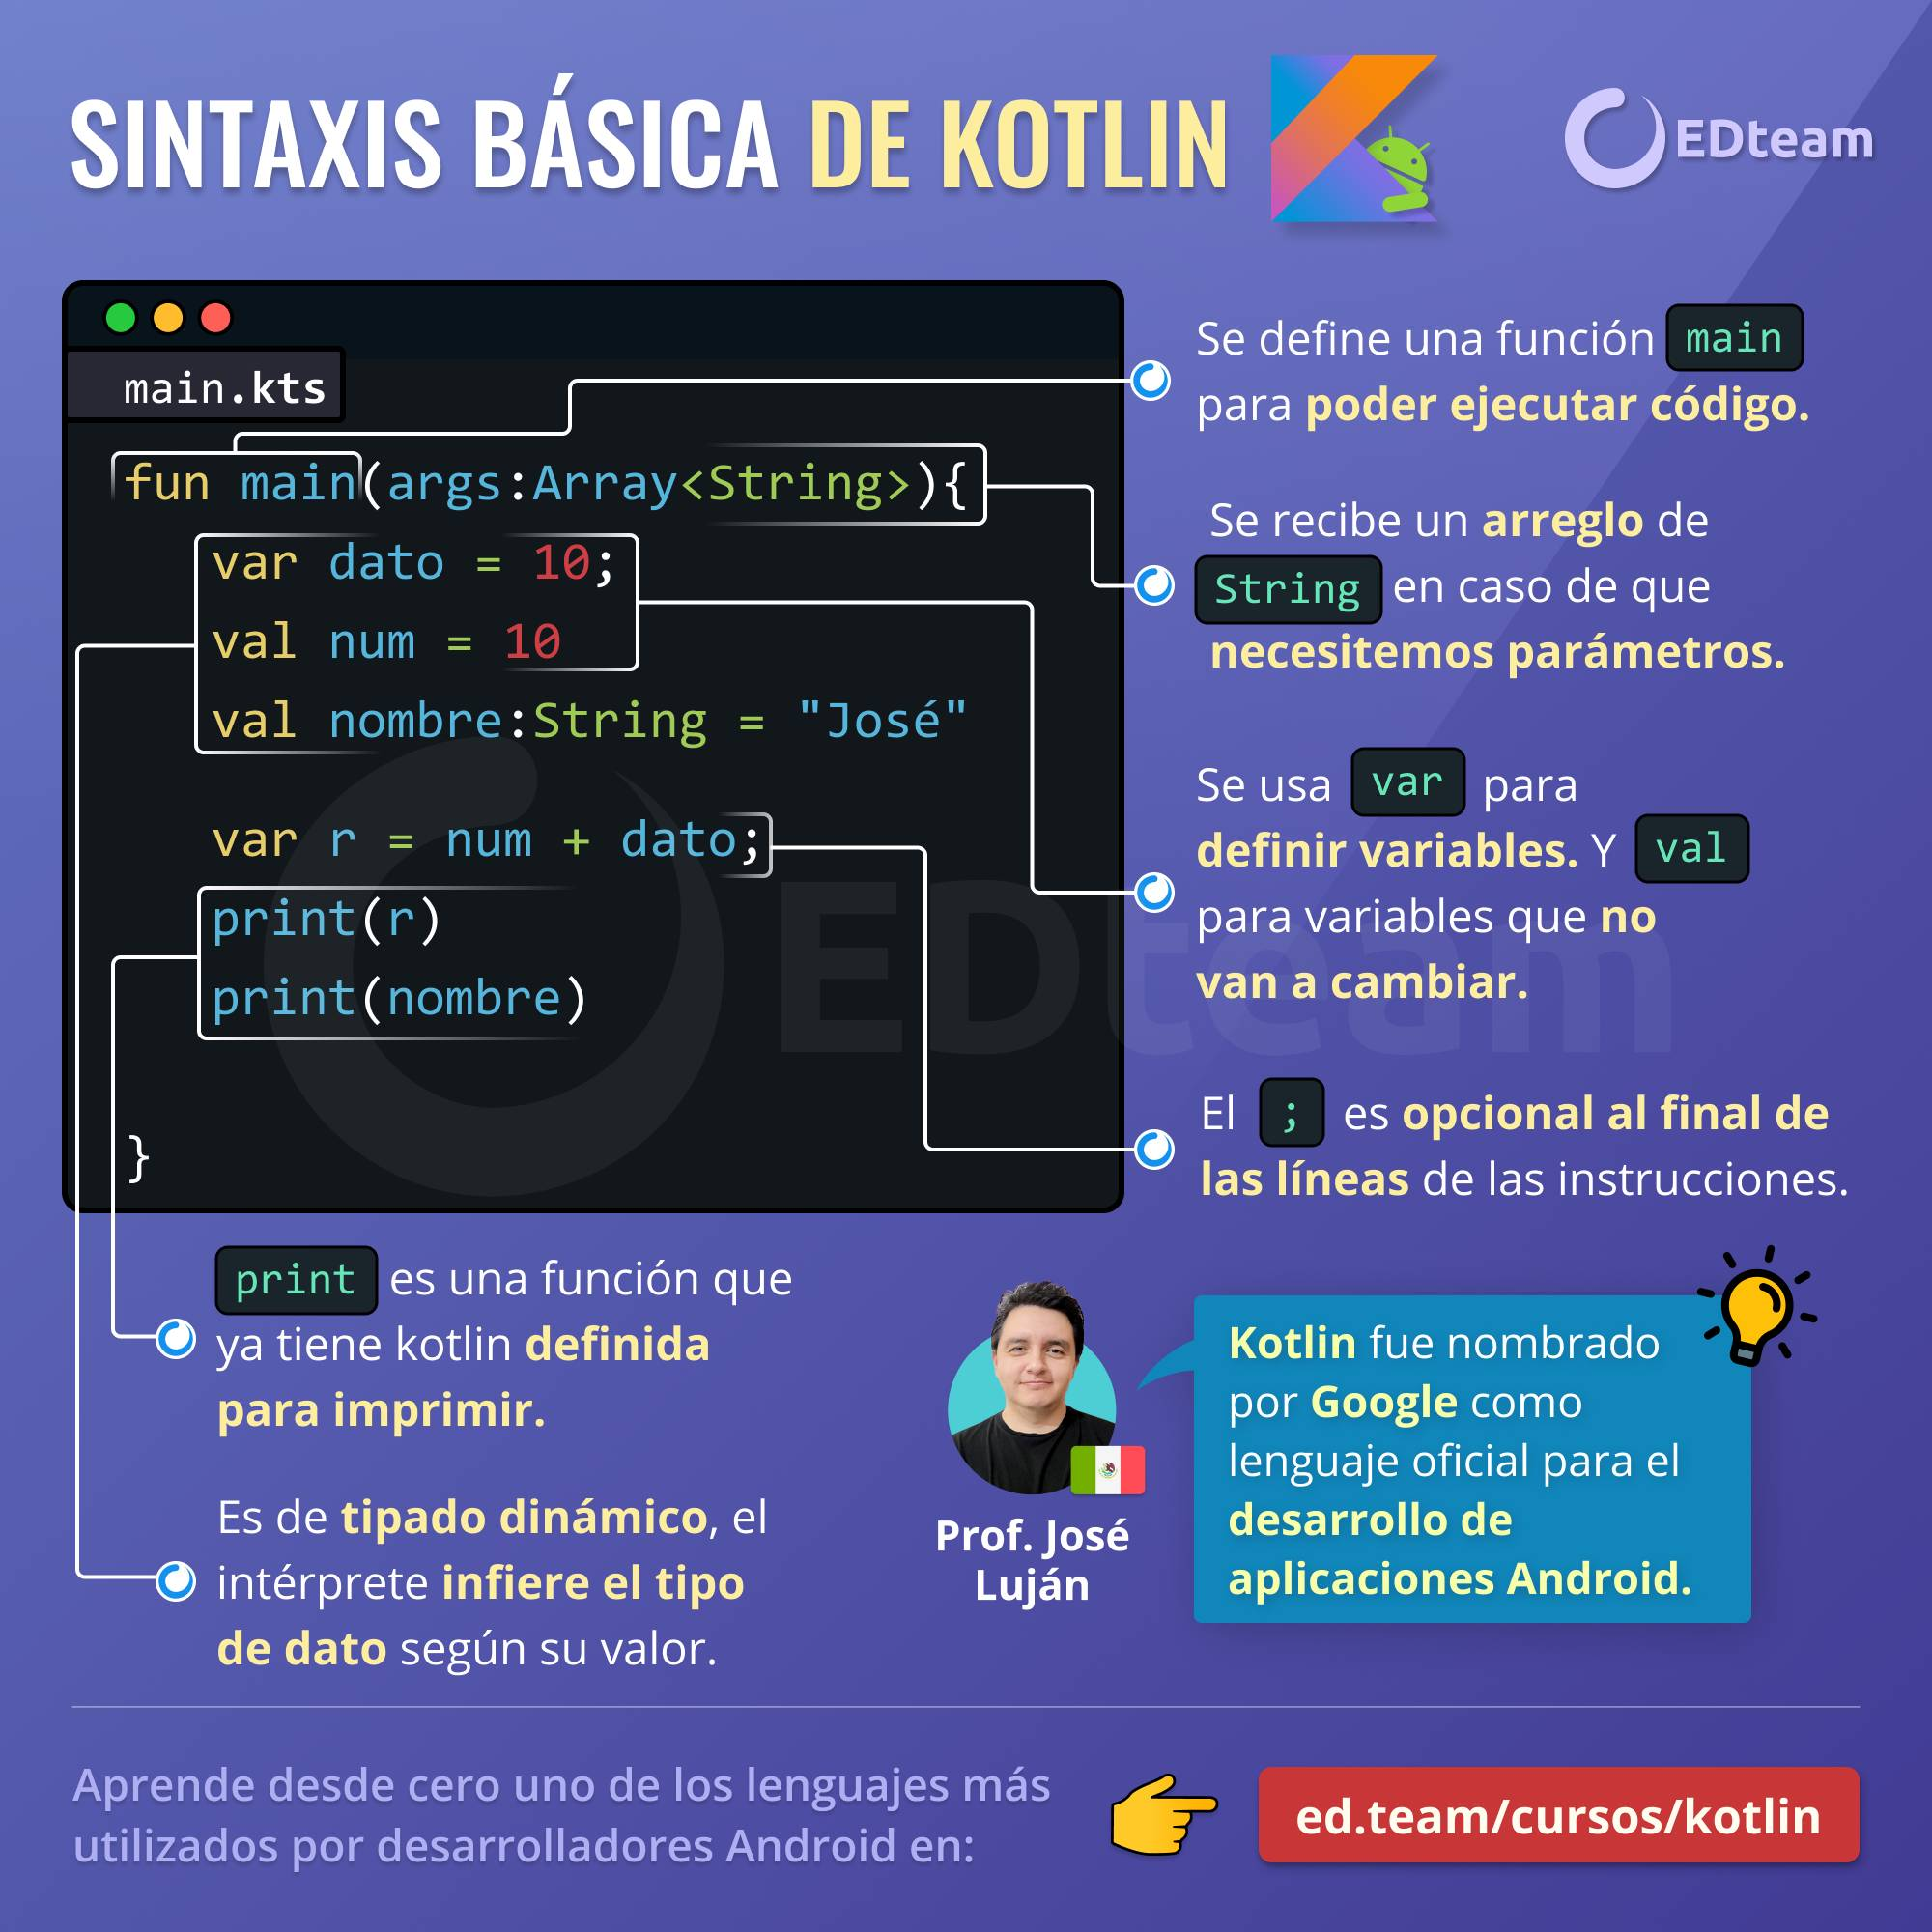 SINTAXIS BÁSICA DE KOTLIN
EDteam
main.kts
fun main(args:Array<String>){
var dato = 10;
val num = 10
val nombre:String = "José"
var r = num + dato;
print(r)
print(nombre)
}
Se define una función main
para poder ejecutar código.
Se recibe un arreglo de
String en caso de que
necesitemos parámetros.
Se usa var para
definir variables. Y val
para variables que no
van a cambiar.
El ; es opcional al final de
las líneas de las instrucciones.
EDteam
print es una función que
ya tiene kotlin definida
para imprimir.
Es de tipado dinámico, el
intérprete infiere el tipo
de dato según su valor.
Prof. José
Luján
Kotlin fue nombrado
por Google como
lenguaje oficial para el
desarrollo de
aplicaciones Android.
Aprende desde cero uno de los lenguajes más
utilizados por desarrolladores Android en:
ed.team/cursos/kotlin